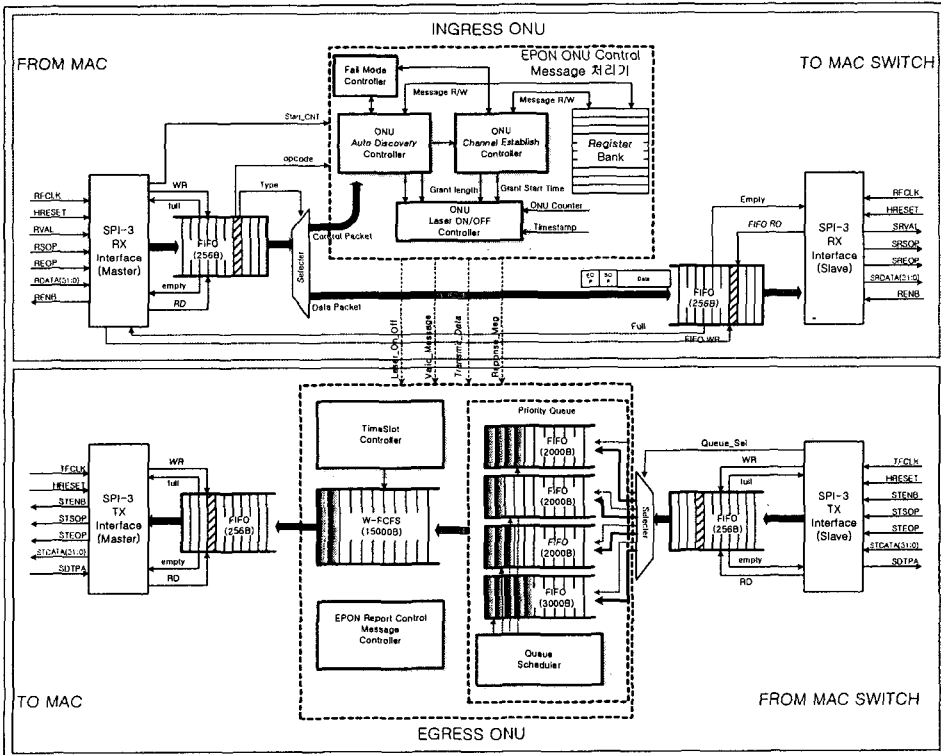 INGRESS ONU
FROM MAC
TO MAC SWITCH
EPON ONU Control
Message 처리기
Fail Mode
Controller
Message R/W
Message R/W
Start_CNT
ONU
Auto Discovery
Controller
ONU
Channel Establish
Controller
Register
Bank
opcode
Type
WR
full
Grant length
Grant Start Time
ONU
Laser ON/OFF
Controller
ONU Counter
Timestamp
Control Packet
RFCLK
HRESET
RVAL
RSOP
REOP
RDATA(31:0)
RENB
SPI-3
RX
Interface
(Master)
FIFO
(256B)
empty
RD
Selecter
Data Packet
Data
Empty
FIFO RD
FIFO
(256B)
Full
FIFO WR
SPI-3
RX
Interface
(Slave)
RFCLK
HRESET
SRVAL
SRSOP
SREOP
SRDATA(31:0)
RENB
Laser_On_Off
Valid_Message
Transmit_Data
Reponse_Msg
TimeSlot
Controller
Priority Queue
FIFO
(2000B)
FIFO
(2000B)
FIFO
(2000B)
FIFO
(3000B)
Queue
Scheduler
W-FCFS
(15000B)
EPON Report Control
Message
Controller
TFCLK
HRESET
STENB
STSOP
STEOP
STCDATA(31:0)
SDTPA
SPI-3
TX
Interface
(Master)
WR
full
FIFO
(256B)
empty
RD
Queue_Sel
Selecter
WR
full
FIFO
(256B)
empty
RD
SPI-3
TX
Interface
(Slave)
TFCLK
HRESET
STENB
STSOP
STEOP
STCDATA(31:0)
SDTPA
TO MAC
FROM MAC SWITCH
EGRESS ONU